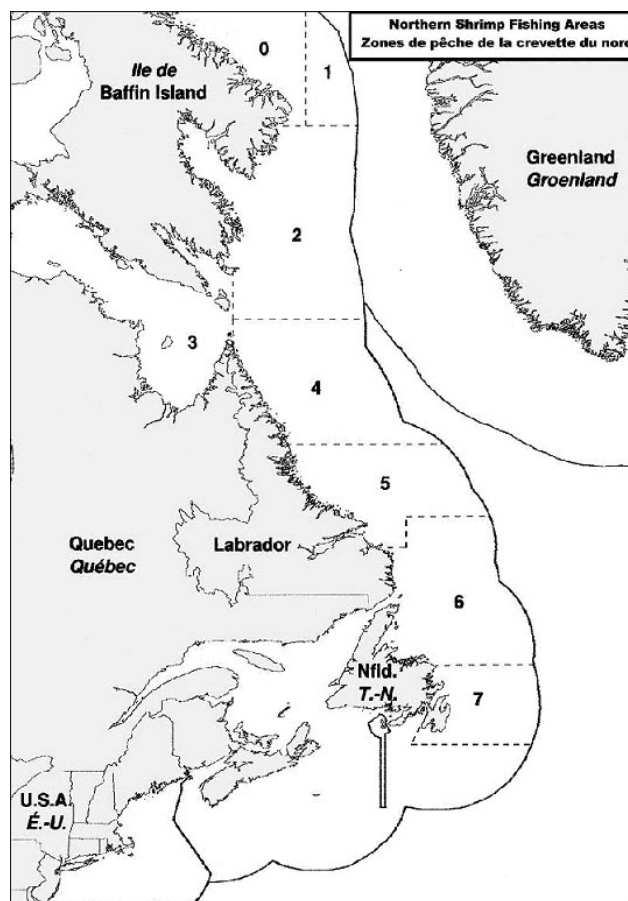 Northern Shrimp Fishing Areas
Zones de pêche de la crevette du nord
0
1
Ile de
Baffin Island
Greenland
Groenland
2
3
4
5
Quebec
Québec
Labrador
6
Nfld.
T.-N.
7
U.S.A
É.-U.